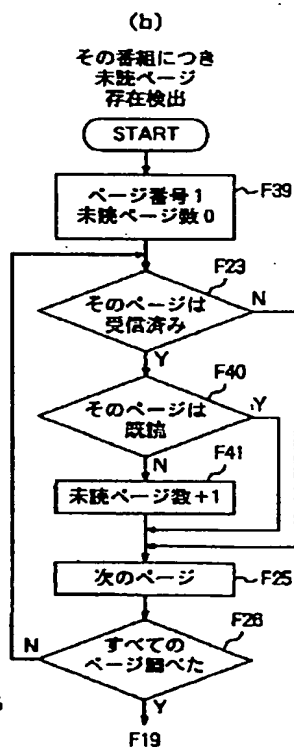 (b)
その番組につき
未読ページ
存在検出
START
ページ番号1
未読ページ数0
F39
F23
そのページは
受信済み
N
Y
F40
そのページは
既読
Y
N
F41
未読ページ数+1
次のページ
F25
F26
N
すべての
ページ調べた
Y
F19